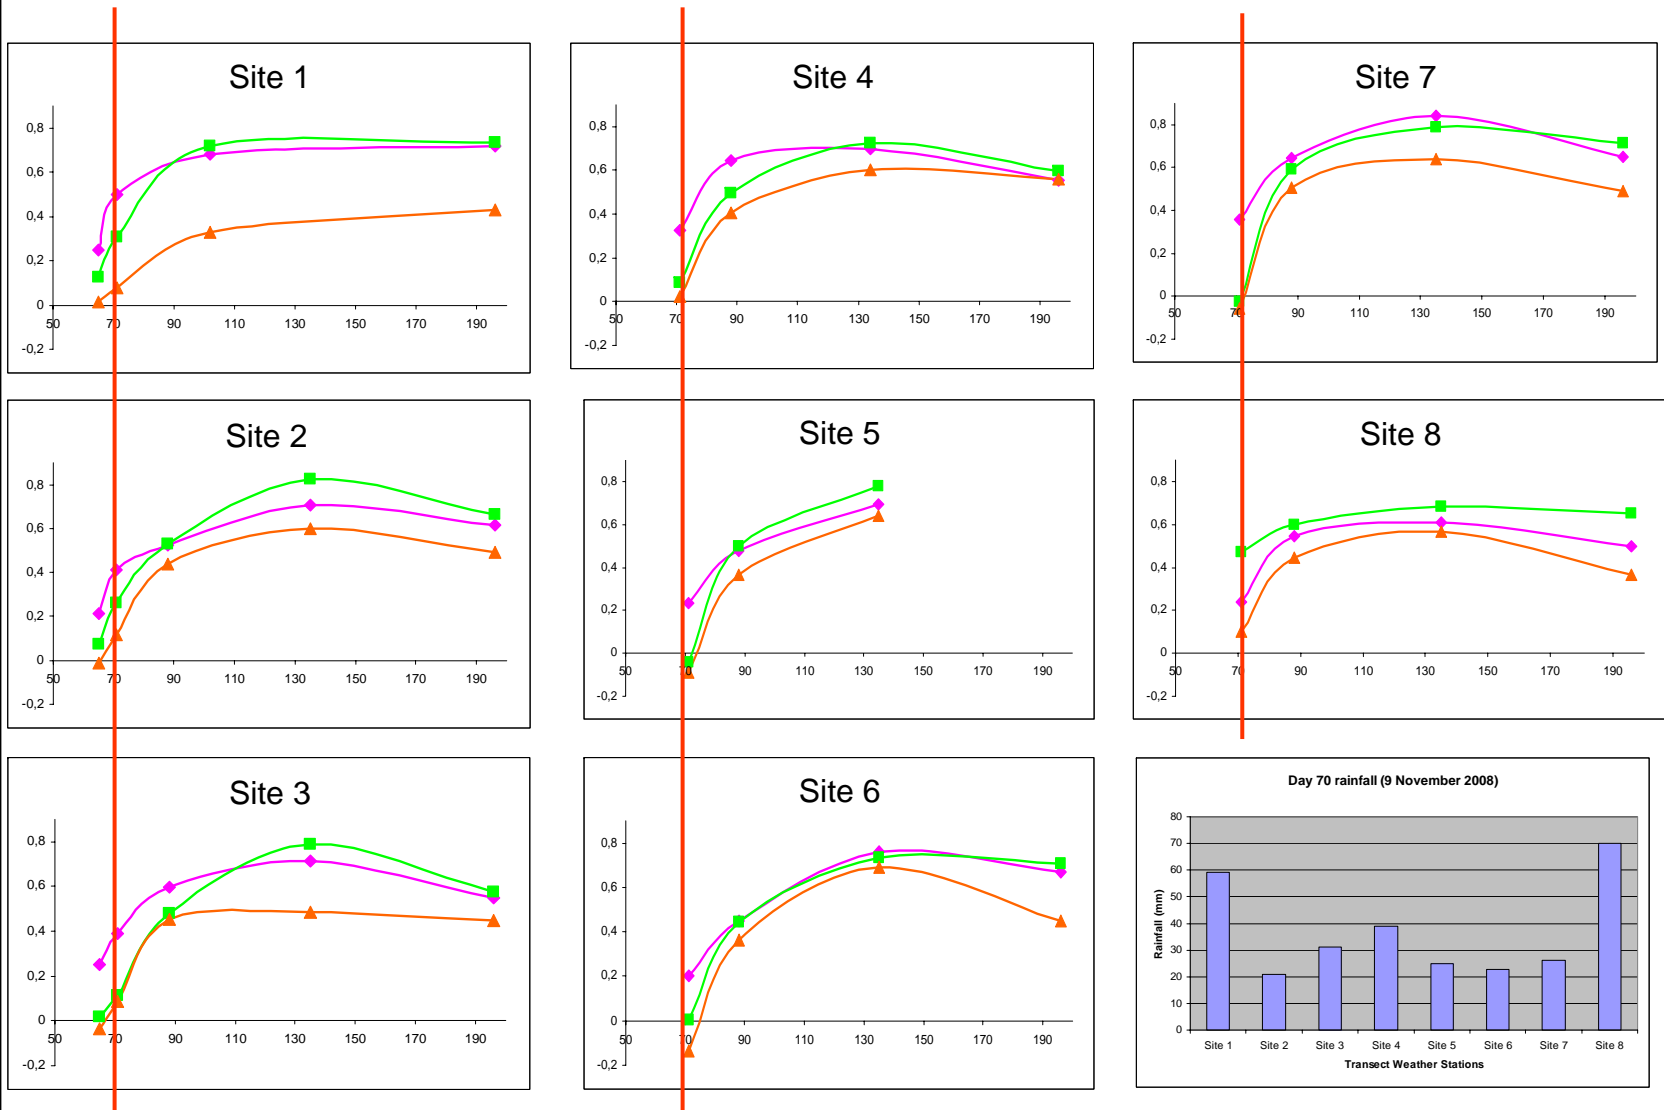 Site 1
0,8
0,6
0,4
0,2
0
50 70 90 110 130 150 170 190
-0,2
Site 4
0,8
0,6
0,4
0,2
0
50 70 90 110 130 150 170 190
-0,2
Site 7
0,8
0,6
0,4
0,2
0
50 70 90 110 130 150 170 190
-0,2
Site 2
0,8
0,6
0,4
0,2
0
50 70 90 110 130 150 170 190
-0,2
Site 5
0,8
0,6
0,4
0,2
0
50 70 90 110 130 150 170 190
-0,2
Site 8
0,8
0,6
0,4
0,2
0
50 70 90 110 130 150 170 190
-0,2
Site 3
0,8
0,6
0,4
0,2
0
50 70 90 110 130 150 170 190
-0,2
Site 6
0,8
0,6
0,4
0,2
0
50 70 90 110 130 150 170 190
-0,2
Day 70 rainfall (9 November 2008)
80
70
60
50
40
30
20
10
0
Rainfall (mm)
Site 1 Site 2 Site 3 Site 4 Site 5 Site 6 Site 7 Site 8
Transect Weather Stations